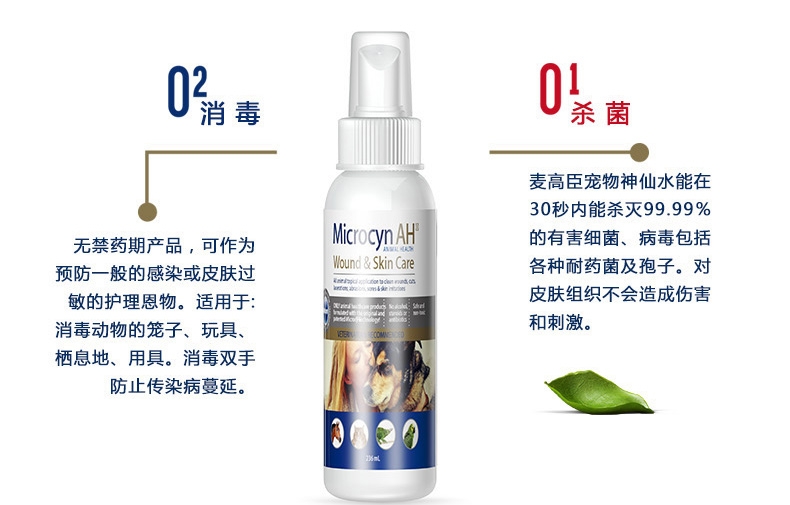 02
消毒
无禁药期产品，可作为
预防一般的感染或皮肤过
敏的护理恩物。适用于:
消毒动物的笼子、玩具、
栖息地、用具。消毒双手
防止传染病蔓延。
Microcyn AH®
ANIMAL HEALTH
Wound & Skin Care
VETERINARY RECOMMENDED
236 mL
01
杀菌
麦高臣宠物神仙水能在
30秒内能杀灭99.99%
的有害细菌、病毒包括
各种耐药菌及孢子。对
皮肤组织不会造成伤害
和刺激。